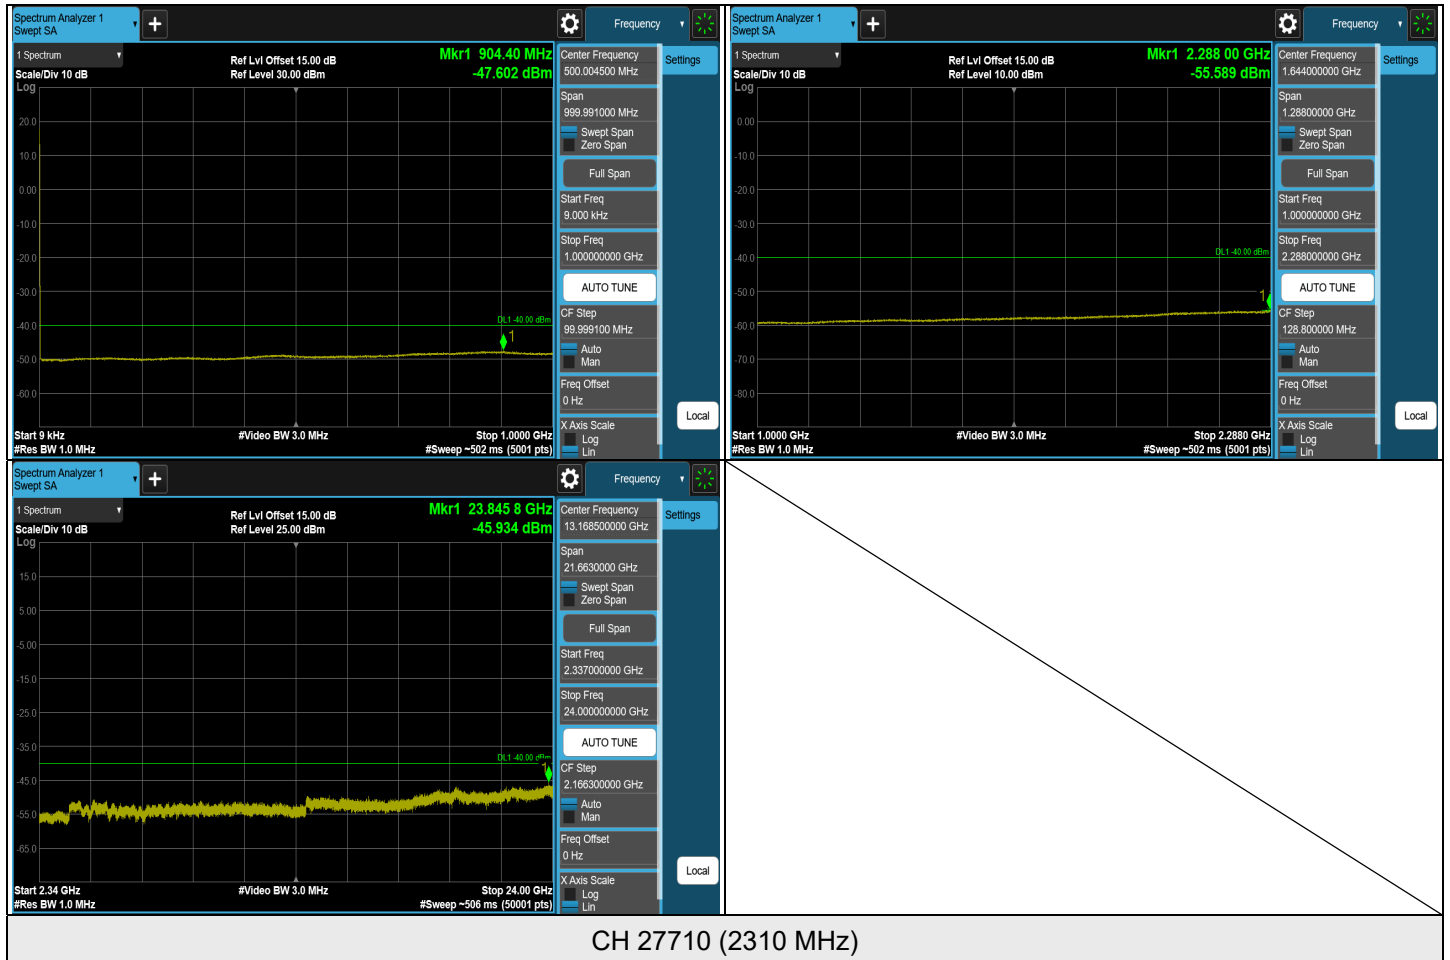 Spectrum Analyzer 1
Swept SA
+
Frequency
1 Spectrum
Scale/Div 10 dB
Log
Ref Lvl Offset 15.00 dB
Ref Level 30.00 dBm
Mkr1 904.40 MHz
-47.602 dBm
20.0
10.0
0.00
-10.0
-20.0
-30.0
-40.0
-50.0
-60.0
DL1 -40.00 dBm
1
Start 9 kHz
#Res BW 1.0 MHz
#Video BW 3.0 MHz
Stop 1.0000 GHz
#Sweep ~502 ms (5001 pts)
Center Frequency
500.004500 MHz
Settings
Span
999.991000 MHz
Swept Span
Zero Span
Full Span
Start Freq
9.000 kHz
Stop Freq
1.000000000 GHz
AUTO TUNE
CF Step
99.999100 MHz
Auto
Man
Freq Offset
0 Hz
X Axis Scale
Log
Lin
Local
Spectrum Analyzer 1
Swept SA
+
Frequency
1 Spectrum
Scale/Div 10 dB
Log
Ref Lvl Offset 15.00 dB
Ref Level 10.00 dBm
Mkr1 2.288 00 GHz
-55.589 dBm
0.00
-10.0
-20.0
-30.0
-40.0
-50.0
-60.0
-70.0
-80.0
DL1 -40.00 dBm
1
Start 1.0000 GHz
#Res BW 1.0 MHz
#Video BW 3.0 MHz
Stop 2.2880 GHz
#Sweep ~502 ms (5001 pts)
Center Frequency
1.644000000 GHz
Settings
Span
1.28800000 GHz
Swept Span
Zero Span
Full Span
Start Freq
1.000000000 GHz
Stop Freq
2.288000000 GHz
AUTO TUNE
CF Step
128.800000 MHz
Auto
Man
Freq Offset
0 Hz
X Axis Scale
Log
Lin
Local
Spectrum Analyzer 1
Swept SA
+
Frequency
1 Spectrum
Scale/Div 10 dB
Log
Ref Lvl Offset 15.00 dB
Ref Level 25.00 dBm
Mkr1 23.845 8 GHz
-45.934 dBm
15.0
5.00
-5.00
-15.0
-25.0
-35.0
-45.0
-55.0
-65.0
DL1 -40.00 dBm
1
Start 2.34 GHz
#Res BW 1.0 MHz
#Video BW 3.0 MHz
Stop 24.00 GHz
#Sweep ~506 ms (50001 pts)
Center Frequency
13.168500000 GHz
Settings
Span
21.6630000 GHz
Swept Span
Zero Span
Full Span
Start Freq
2.337000000 GHz
Stop Freq
24.000000000 GHz
AUTO TUNE
CF Step
2.166300000 GHz
Auto
Man
Freq Offset
0 Hz
X Axis Scale
Log
Lin
Local
CH 27710 (2310 MHz)